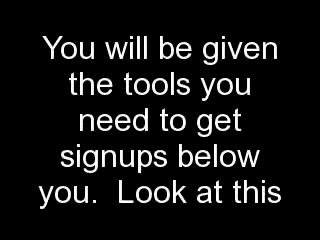 You will be given
the tools you
need to get
signups below
you.  Look at this